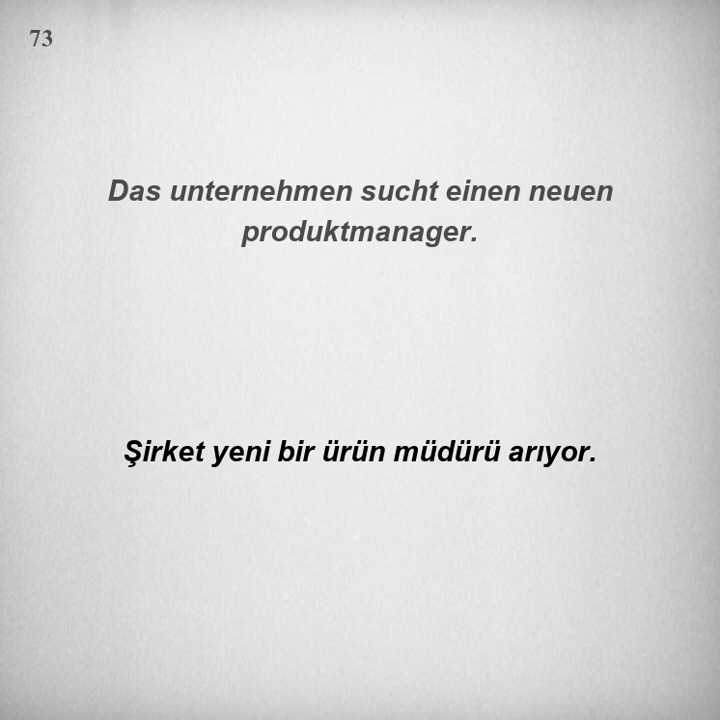 73
Das unternehmen sucht einen neuen
produktmanager.
Şirket yeni bir ürün müdürü arıyor.